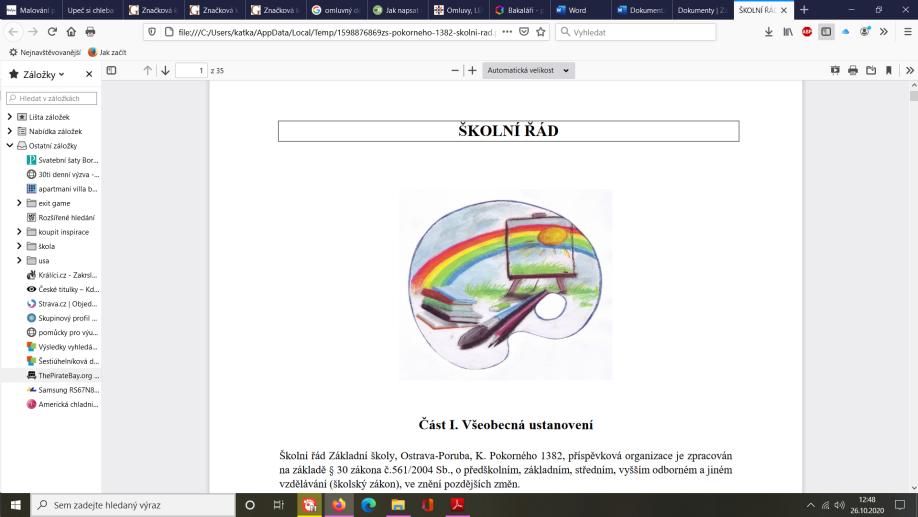 Malování p
Upeč si chleba
Značková k
Značková k
Značková k
omluvný d
Jak napsat
Omluvy, Lé
Bakaláři - p
Word
Dokument
Dokumenty | Za
ŠKOLNÍ ŘÁD
file:///C:/Users/katka/AppData/Local/Temp/1598876869zs-pokorneho-1382-skolni-rad.p
Vyhledat
Nejnavštěvovanější
Jak začít
Záložky
1 z 35
Automatická velikost
Hledat v záložkách
Lišta záložek
Nabídka záložek
Ostatní záložky
Svatební šaty Bor...
30ti denní výzva -...
apartmani villa b...
exit game
Rozšířené hledání
koupit inspirace
škola
usa
Králíci.cz - Zakrsl...
České titulky – Kd...
Strava.cz | Objed...
Skupinový profil ...
pomůcky pro výu...
Výsledky vyhledá...
Šestiúhelníková d...
ThePirateBay.org ...
Samsung RS67N8...
Americká chladni...
ŠKOLNÍ ŘÁD
Část I. Všeobecná ustanovení
Školní řád Základní školy, Ostrava-Poruba, K. Pokorného 1382, příspěvková organizace je zpracován
na základě § 30 zákona č.561/2004 Sb., o předškolním, základním, středním, vyšším odborném a jiném
vzdělávání (školský zákon), ve znění pozdějších změn.
Sem zadejte hledaný výraz
12:48
26.10.2020